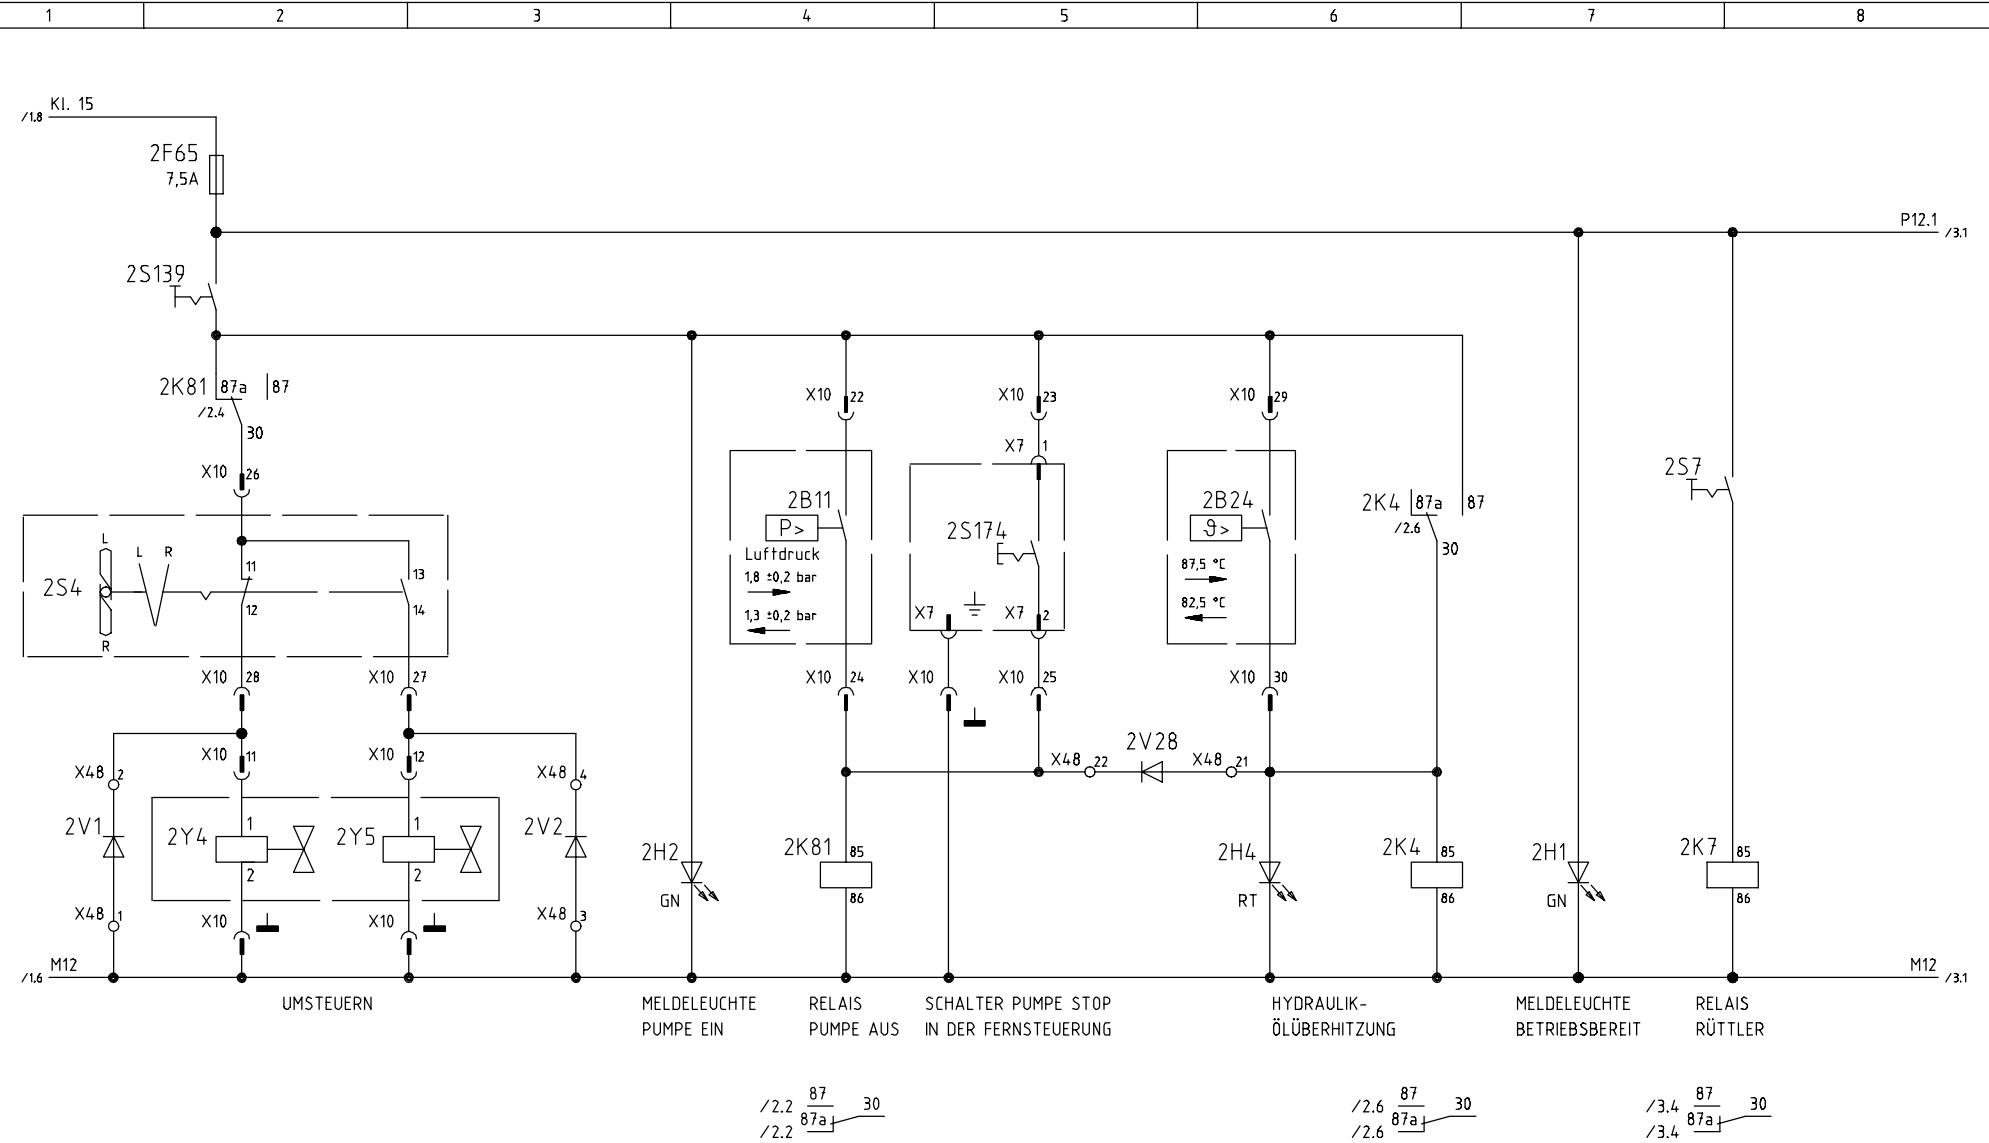 1 2 3 4 5 6 7 8
Kl. 15
/1.8
2F65
7,5A
P12.1
/3.1
2S139
2K81 87a 87
/2.4
30
X10 22
X10 23
X10 29
X7 1
X10 26
2S7
2B11
P>
Luftdruck
1,8 ±0,2 bar
1,3 ±0,2 bar
2S174
2B24
ϑ>
87,5 °C
82,5 °C
2K4 87a 87
/2.6
30
L
L R
2S4
R
11
12
13
14
X7
X7 2
X10 28
X10 27
X10 24
X10
X10 25
X10 30
X10 11
X10 12
X48 2
X48 4
X48 22
2V28
X48 21
2V1
2Y4
1
2
2Y5
1
2
2V2
2H2
GN
2K81 85
86
2H4
RT
2K4 85
86
2H1
GN
2K7 85
86
X48 1
X10
X10
X48 3
M12
/1.6
M12
/3.1
UMSTEUERN
MELDELEUCHTE
PUMPE EIN
RELAIS
PUMPE AUS
SCHALTER PUMPE STOP
IN DER FERNSTEUERUNG
HYDRAULIK-
ÖLÜBERHITZUNG
MELDELEUCHTE
BETRIEBSBEREIT
RELAIS
RÜTTLER
/2.2 87 30
/2.2 87a
/2.6 87 30
/2.6 87a
/3.4 87 30
/3.4 87a